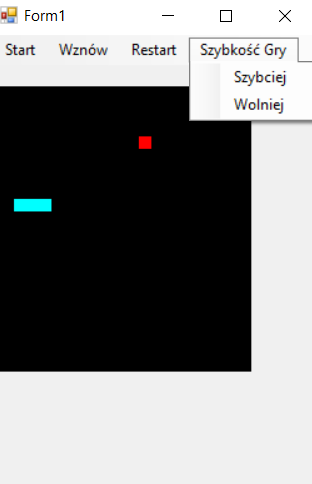 Form1
Start Wznów Restart Szybkość Gry
Szybciej
Wolniej